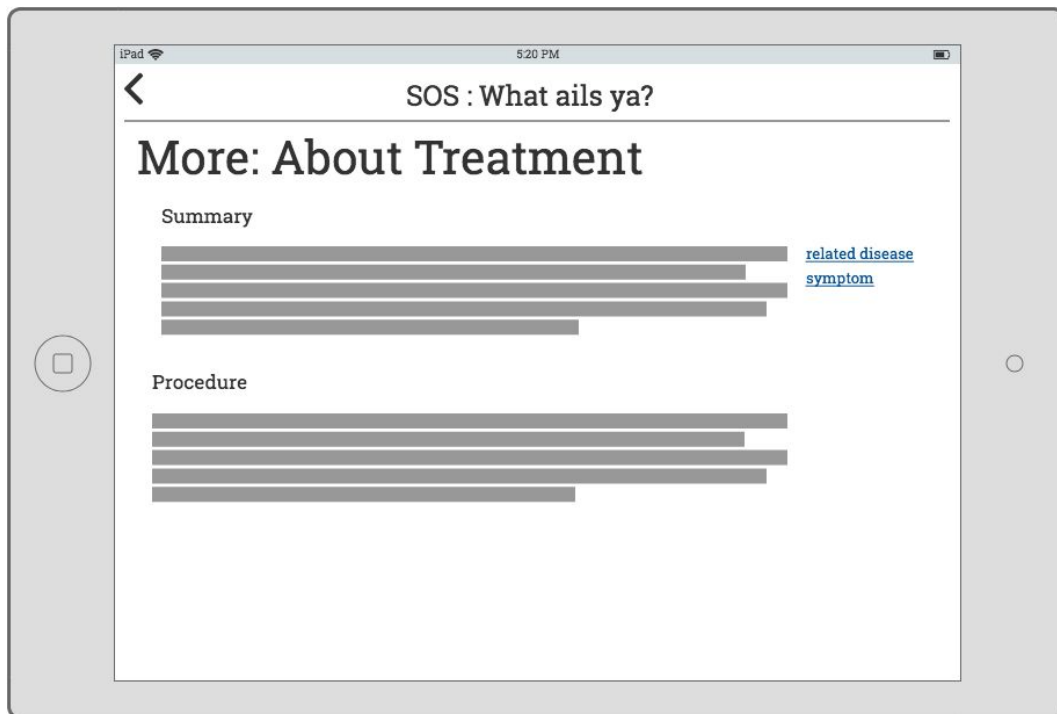 iPad 5:20 PM
SOS : What ails ya?
More: About Treatment
Summary
related disease
symptom
Procedure